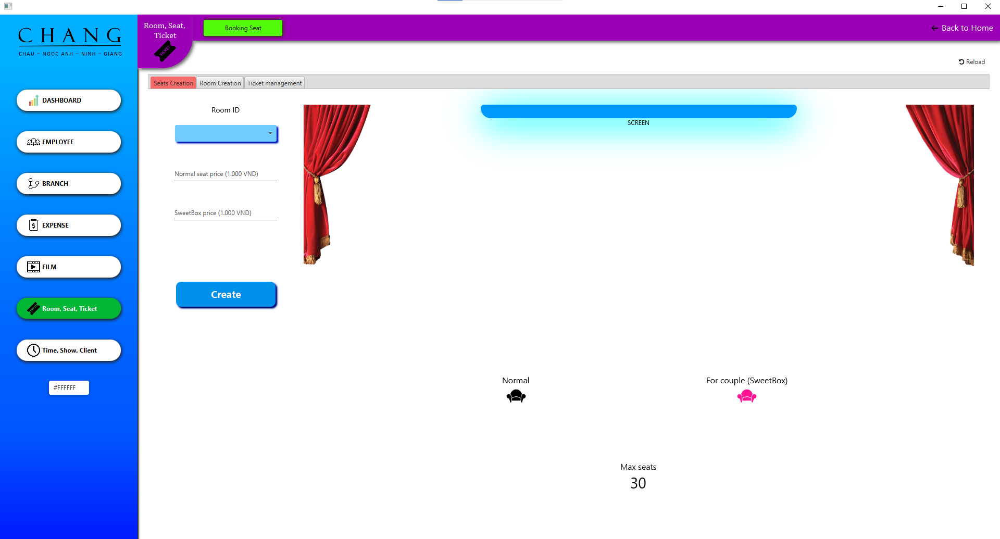 CHANG
CHAU – NGOC ANH – NINH – GIANG
DASHBOARD
EMPLOYEE
BRANCH
EXPENSE
FILM
Room, Seat, Ticket
Time, Show, Client
#FFFFFF
Room, Seat,
Ticket
TICKET
Booking Seat
Back to Home
Reload
Seats Creation
Room Creation
Ticket management
Room ID
Normal seat price (1.000 VND)
SweetBox price (1.000 VND)
Create
SCREEN
Normal
For couple (SweetBox)
Max seats
30